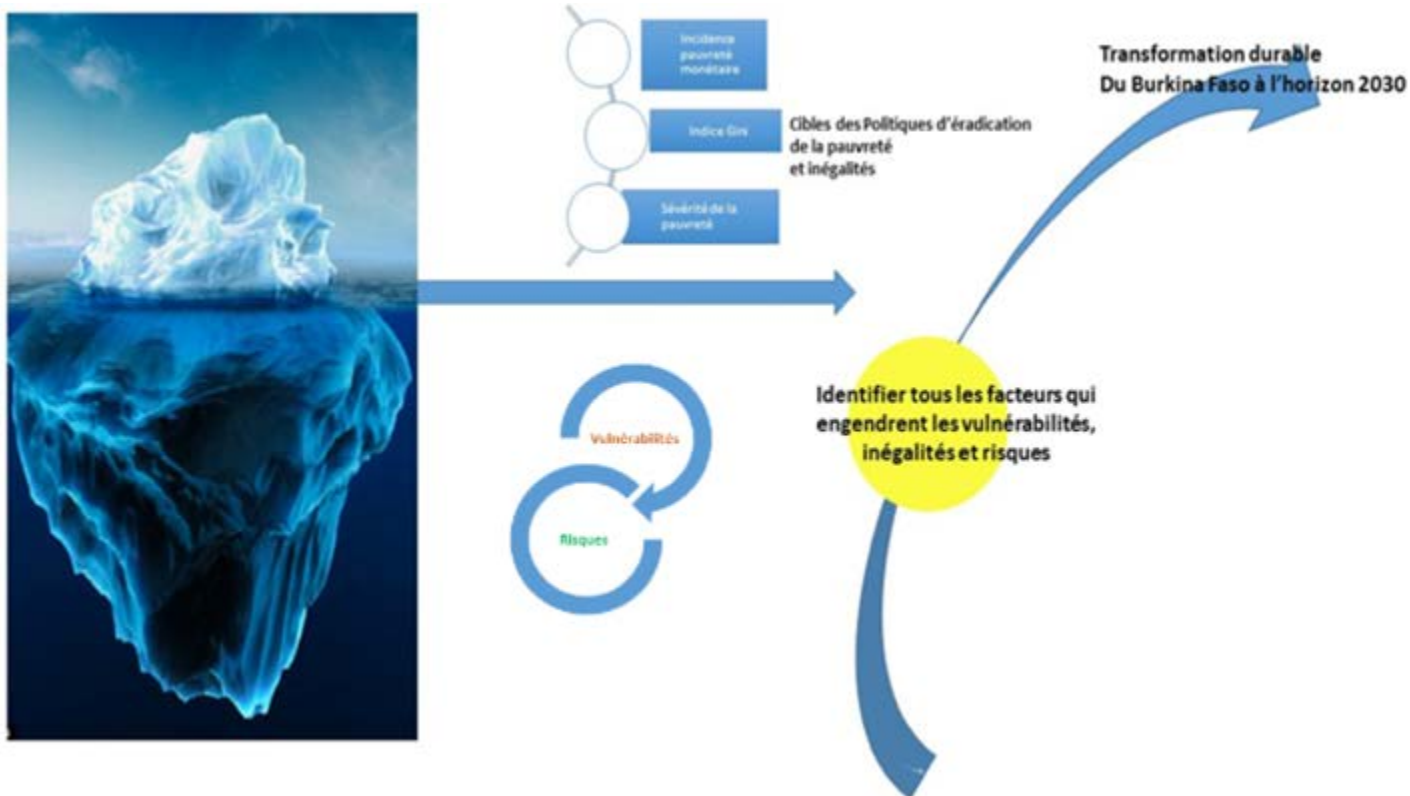 Incidence
pauvreté
monétaire
Indice Gini
Cibles des Politiques d'éradication
de la pauvreté
et inégalités
Sévérité de la
pauvreté
Transformation durable
Du Burkina Faso à l'horizon 2030
Vulnérabilités
Risques
Identifier tous les facteurs qui
engendrent les vulnérabilités,
inégalités et risques